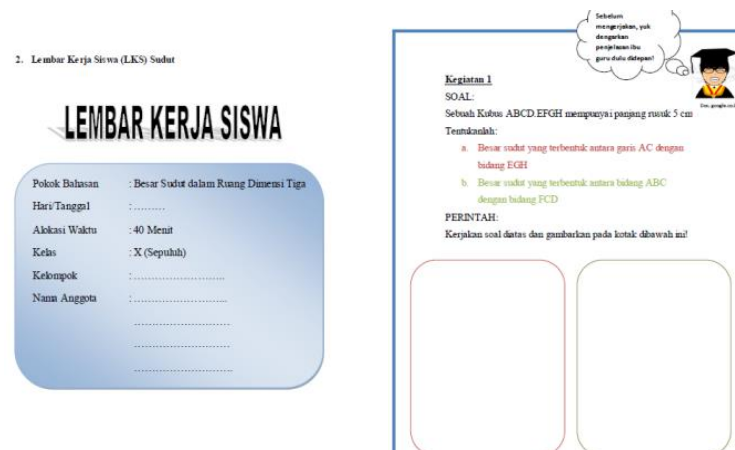 2. Lembar Kerja Siswa (LKS) Sudut
LEMBAR KERJA SISWA
Pokok Bahasan : Besar Sudut dalam Ruang Dimensi Tiga
Hari/Tanggal : .........
Alokasi Waktu : 40 Menit
Kelas : X (Sepuluh)
Kelompok : ............................
Nama Anggota : ............................
............................
............................
............................
Sebelum
mengerjakan, yuk
dengarkan
penjelasan ibu
guru dulu didepan!
Kegiatan 1
SOAL:
Sebuah Kubus ABCD.EFGH mempunyai panjang rusuk 5 cm
Tentukanlah:
a. Besar sudut yang terbentuk antara garis AC dengan
bidang EGH
b. Besar sudut yang terbentuk antara bidang ABC
dengan bidang FCD
PERINTAH:
Kerjakan soal diatas dan gambarkan pada kotak dibawah ini!